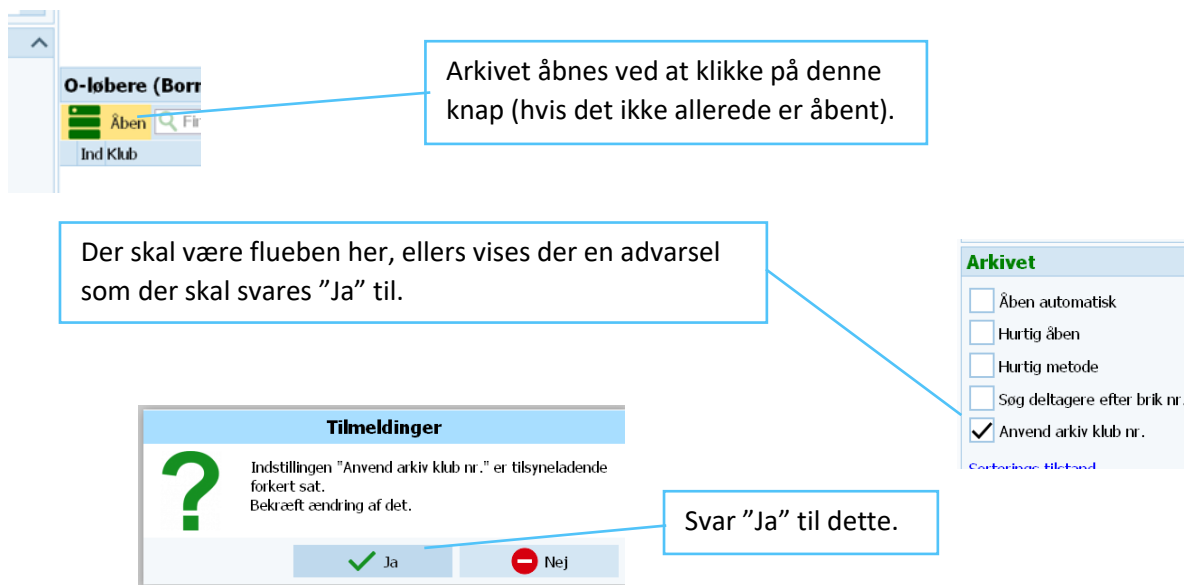 O-løbere (Borr
Åben
Ind Klub
Arkivet åbnes ved at klikke på denne
knap (hvis det ikke allerede er åbent).
Der skal være flueben her, ellers vises der en advarsel
som der skal svares ”Ja” til.
Arkivet
Åben automatisk
Hurtig åben
Hurtig metode
Søg deltagere efter brik nr.
Anvend arkiv klub nr.
Sorterings tilstand
Tilmeldinger
Indstillingen "Anvend arkiv klub nr." er tilsyneladende
forkert sat.
Bekræft ændring af det.
Ja
Nej
Svar ”Ja” til dette.